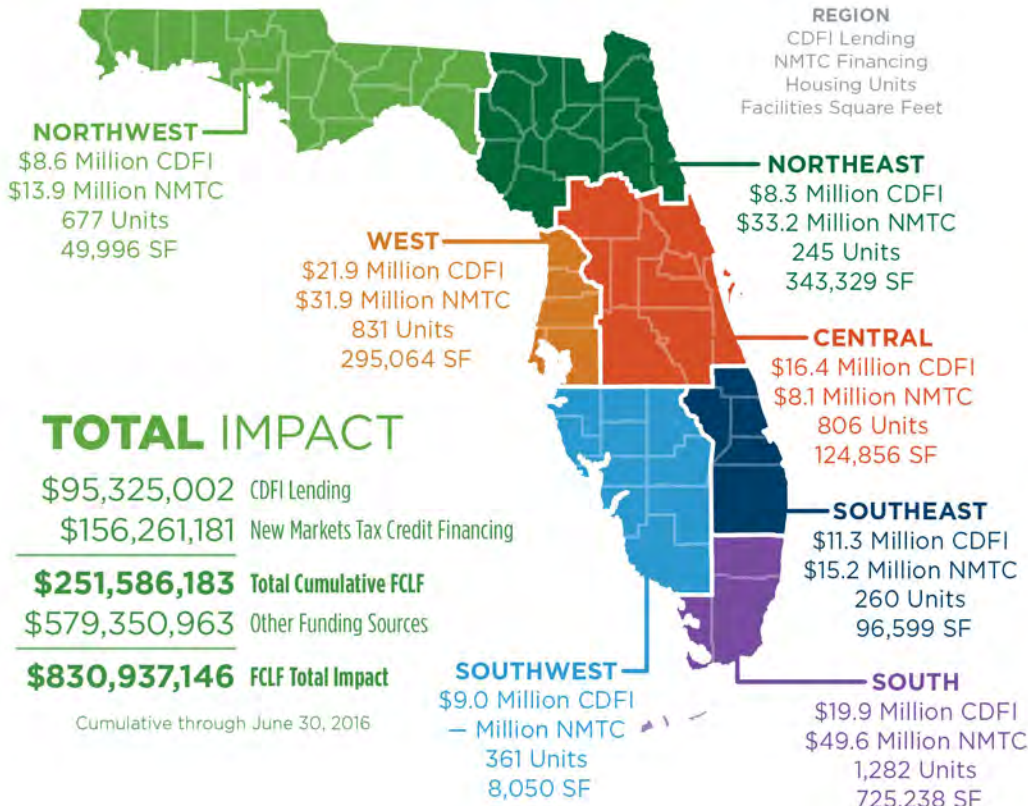 REGION
CDFI Lending
NMTC Financing
Housing Units
Facilities Square Feet
NORTHWEST
$8.6 Million CDFI
$13.9 Million NMTC
677 Units
49,996 SF
NORTHEAST
$8.3 Million CDFI
$33.2 Million NMTC
245 Units
343,329 SF
WEST
$21.9 Million CDFI
$31.9 Million NMTC
831 Units
295,064 SF
CENTRAL
$16.4 Million CDFI
$8.1 Million NMTC
806 Units
124,856 SF
TOTAL IMPACT
$95,325,002 CDFI Lending
$156,261,181 New Markets Tax Credit Financing
$251,586,183 Total Cumulative FCLF
$579,350,963 Other Funding Sources
$830,937,146 FCLF Total Impact
Cumulative through June 30, 2016
SOUTHEAST
$11.3 Million CDFI
$15.2 Million NMTC
260 Units
96,599 SF
SOUTHWEST
$9.0 Million CDFI
— Million NMTC
361 Units
8,050 SF
SOUTH
$19.9 Million CDFI
$49.6 Million NMTC
1,282 Units
725,238 SF